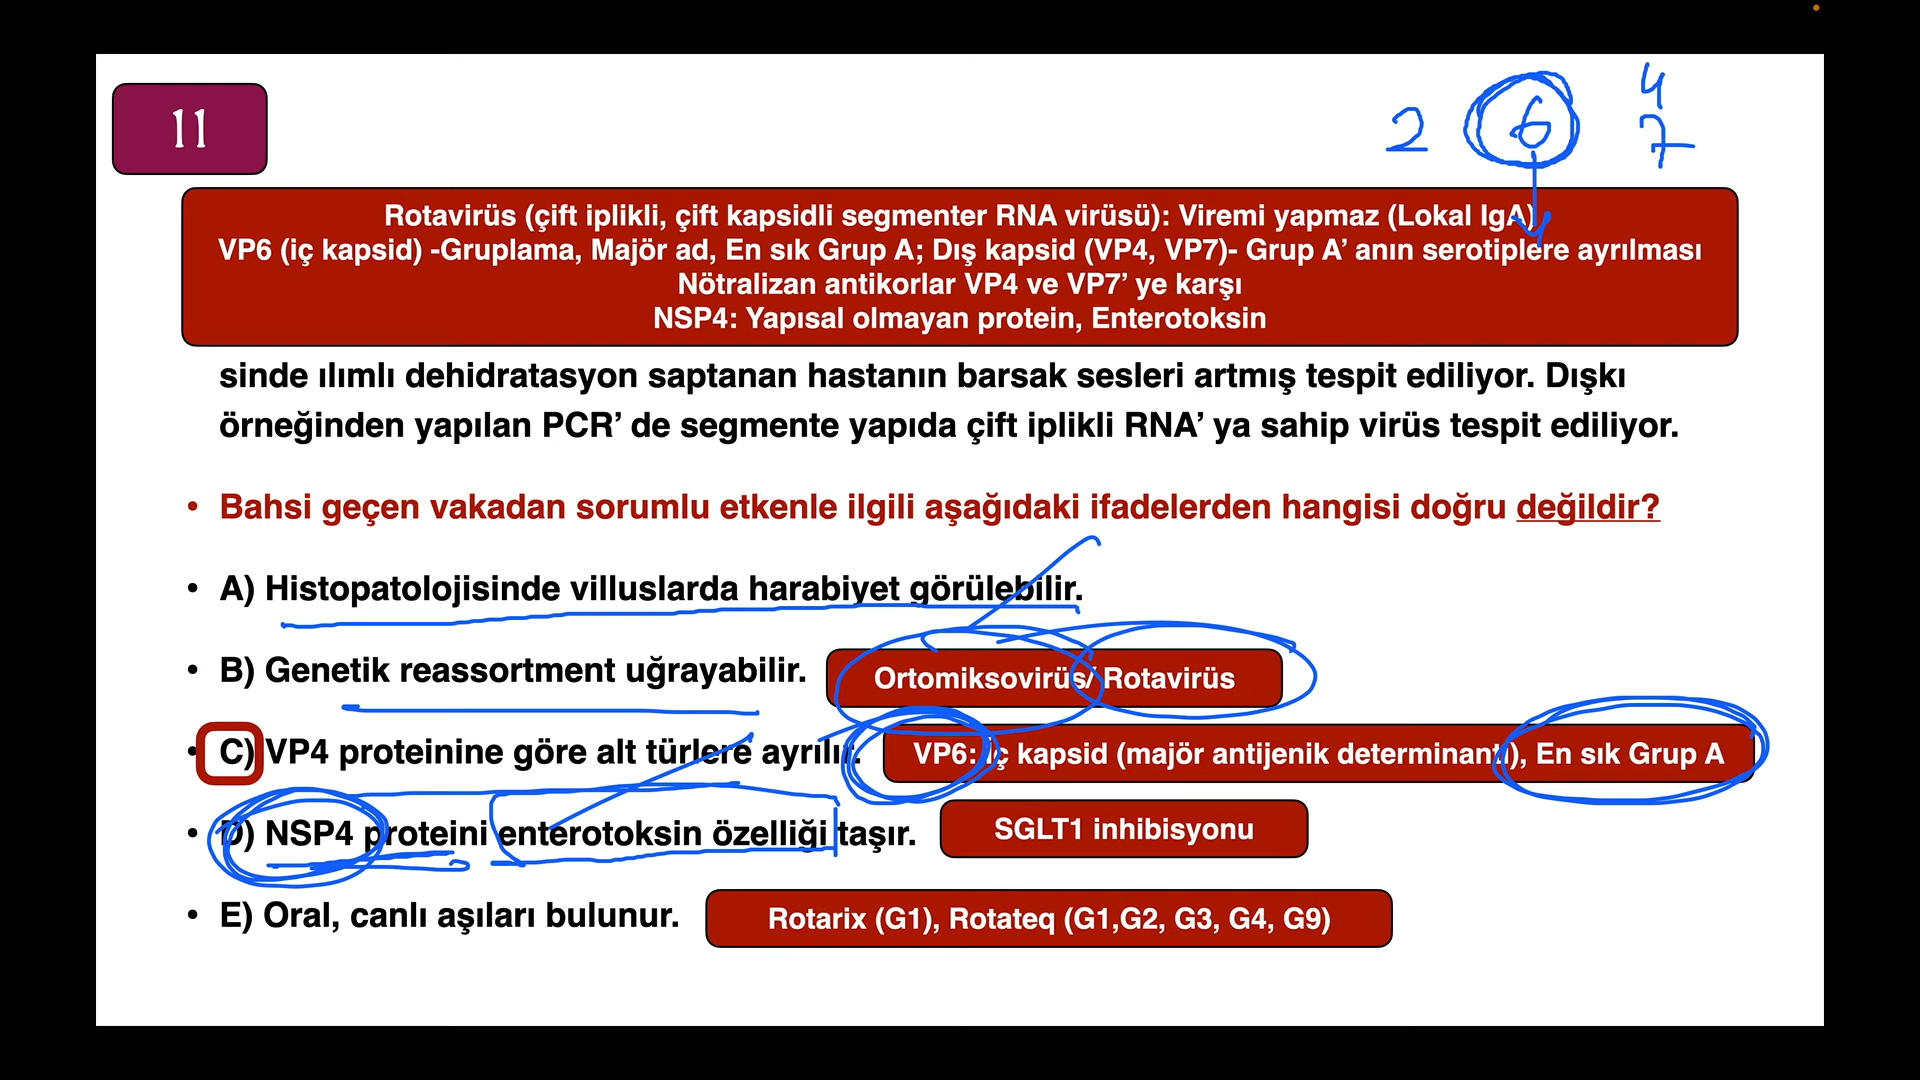 11
2 6 4
7
Rotavirüs (çift iplikli, çift kapsidli segmenter RNA virüsü): Viremi yapmaz (Lokal IgA)
VP6 (iç kapsid) -Gruplama, Majör ad, En sık Grup A; Dış kapsid (VP4, VP7)- Grup A’ anın serotiplere ayrılması
Nötralizan antikorlar VP4 ve VP7’ ye karşı
NSP4: Yapısal olmayan protein, Enterotoksin
sinde ılımlı dehidratasyon saptanan hastanın barsak sesleri artmış tespit ediliyor. Dışkı
örneğinden yapılan PCR’ de segmente yapıda çift iplikli RNA’ ya sahip virüs tespit ediliyor.
• Bahsi geçen vakadan sorumlu etkenle ilgili aşağıdaki ifadelerden hangisi doğru değildir?
• A) Histopatolojisinde villuslarda harabiyet görülebilir.
• B) Genetik reassortment uğrayabilir. Ortomiksovirüs/ Rotavirüs
• C) VP4 proteinine göre alt türlere ayrılır. VP6: iç kapsid (majör antijenik determinant), En sık Grup A
• D) NSP4 proteini enterotoksin özelliği taşır. SGLT1 inhibisyonu
• E) Oral, canlı aşıları bulunur. Rotarix (G1), Rotateq (G1,G2, G3, G4, G9)